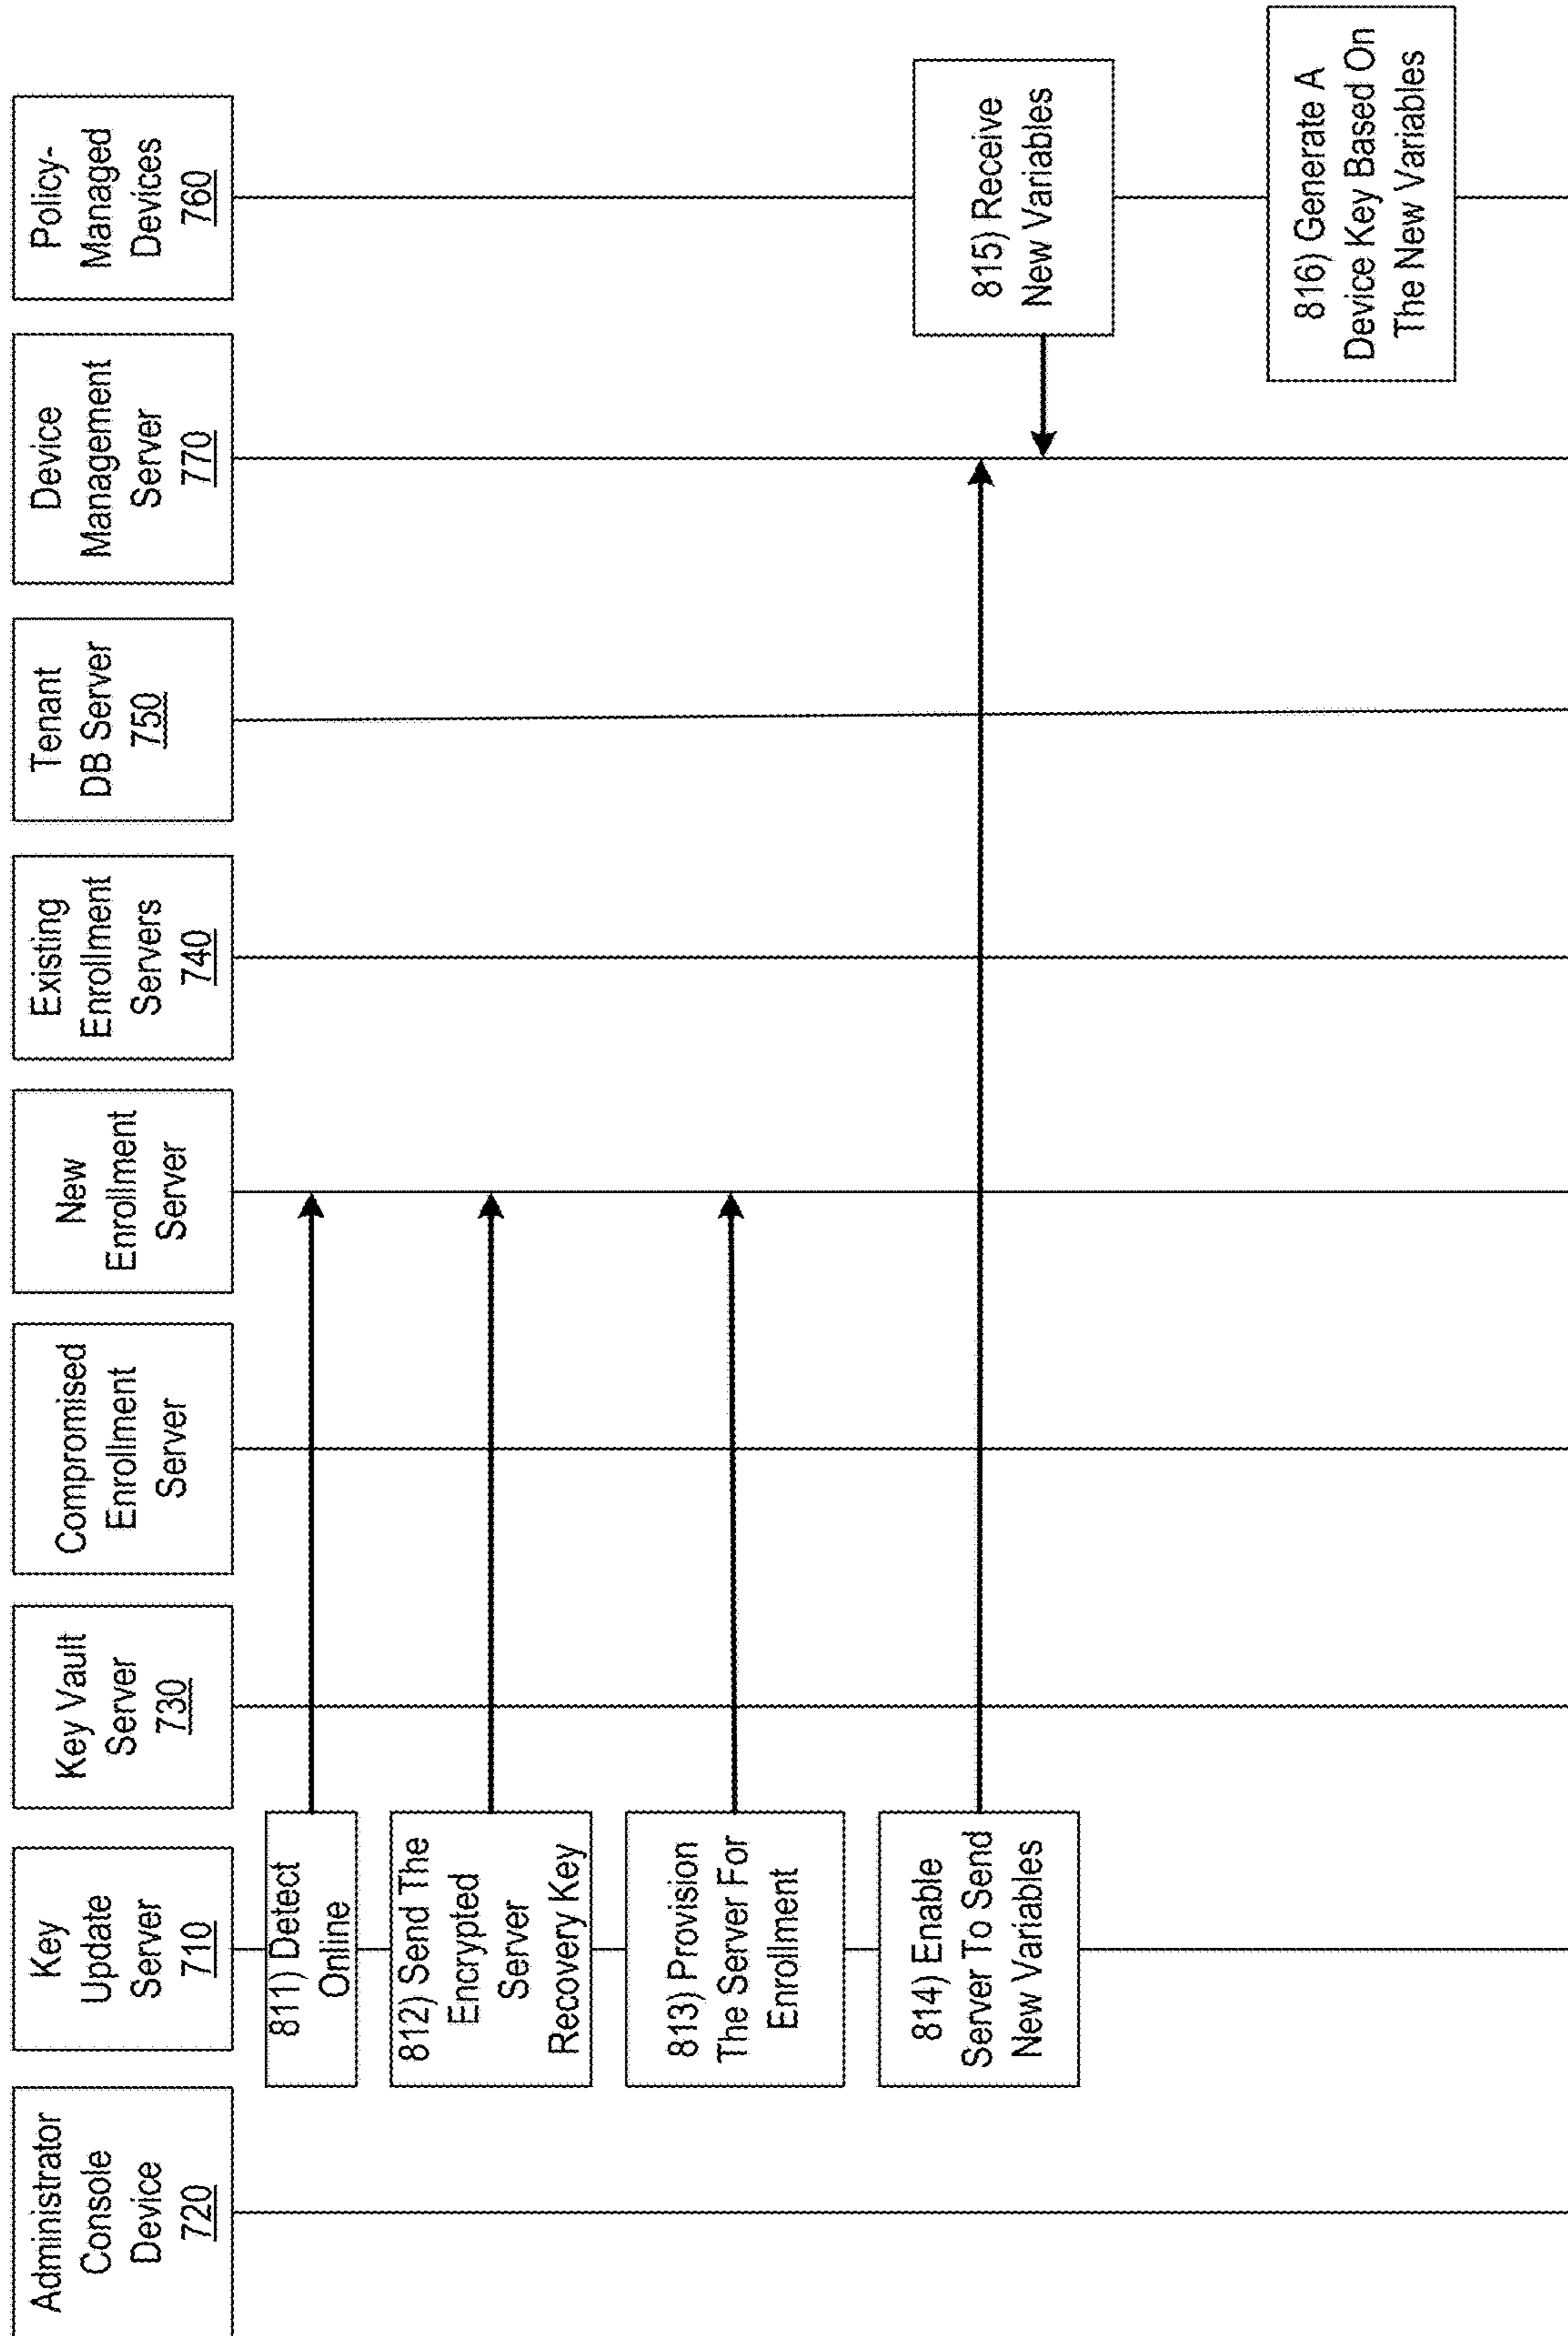 Administrator
Console
Device
720
Key
Update
Server
710
Key Vault
Server
730
Compromised
Enrollment
Server
New
Enrollment
Server
Existing
Enrollment
Servers
740
Tenant
DB Server
750
Device
Management
Server
770
Policy-
Managed
Devices
760
811) Detect
Online
812) Send The
Encrypted
Server
Recovery Key
813) Provision
The Server For
Enrollment
814) Enable
Server To Send
New Variables
815) Receive
New Variables
816) Generate A
Device Key Based On
The New Variables